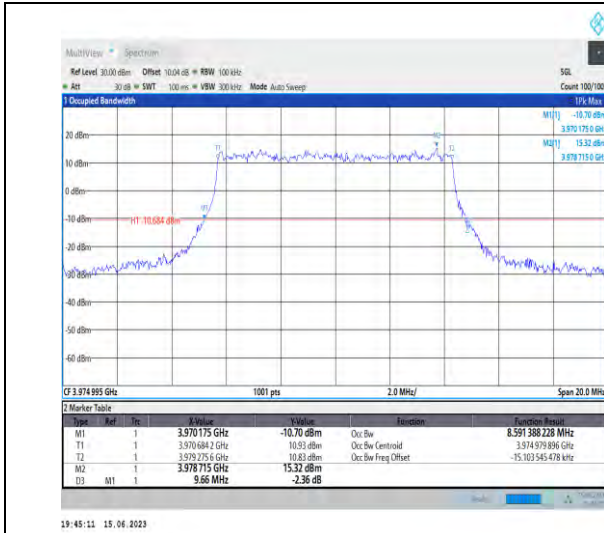 MultiView Spectrum
Ref Level 30.00 dBm Offset 10.04 dB RBW 100 kHz SGL
Att 30 dB SWT 100 ms VBW 300 kHz Mode Auto Sweep Count 100/100
1 Occupied Bandwidth 1Pk Max
M1[1] -10.70 dBm
3.970 175 0 GHz
M2[1] 15.32 dBm
3.978 715 0 GHz
20 dBm
T1
M2
T2
10 dBm
0 dBm
M1
-10 dBm
H1 -10.684 dBm
-20 dBm
-30 dBm
-40 dBm
-50 dBm
-60 dBm
CF 3.974 995 GHz 1001 pts 2.0 MHz/ Span 20.0 MHz
2 Marker Table
Type Ref Trc X-Value Y-Value Function Function Result
M1 1 3.970 175 GHz -10.70 dBm Occ Bw 8.591 388 228 MHz
T1 1 3.970 684 2 GHz 10.93 dBm Occ Bw Centroid 3.974 979 896 GHz
T2 1 3.979 275 6 GHz 10.83 dBm Occ Bw Freq Offset -15.103 545 478 kHz
M2 1 3.978 715 GHz 15.32 dBm
D3 M1 1 9.66 MHz -2.36 dB
19:45:11 15.06.2023